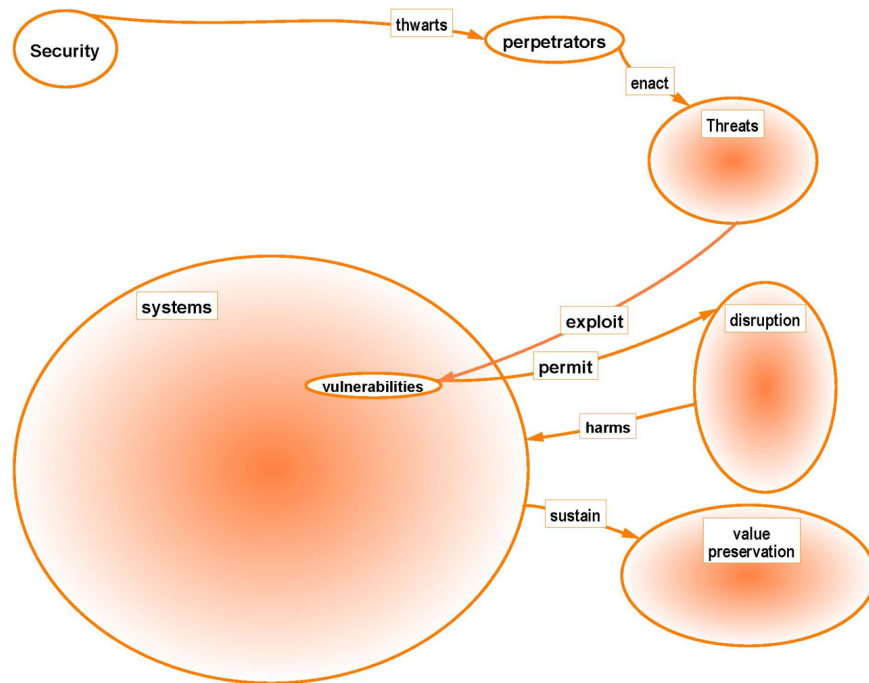 thwarts
Security
perpetrators
enact
Threats
systems
exploit
disruption
permit
vulnerabilities
harms
sustain
value
preservation